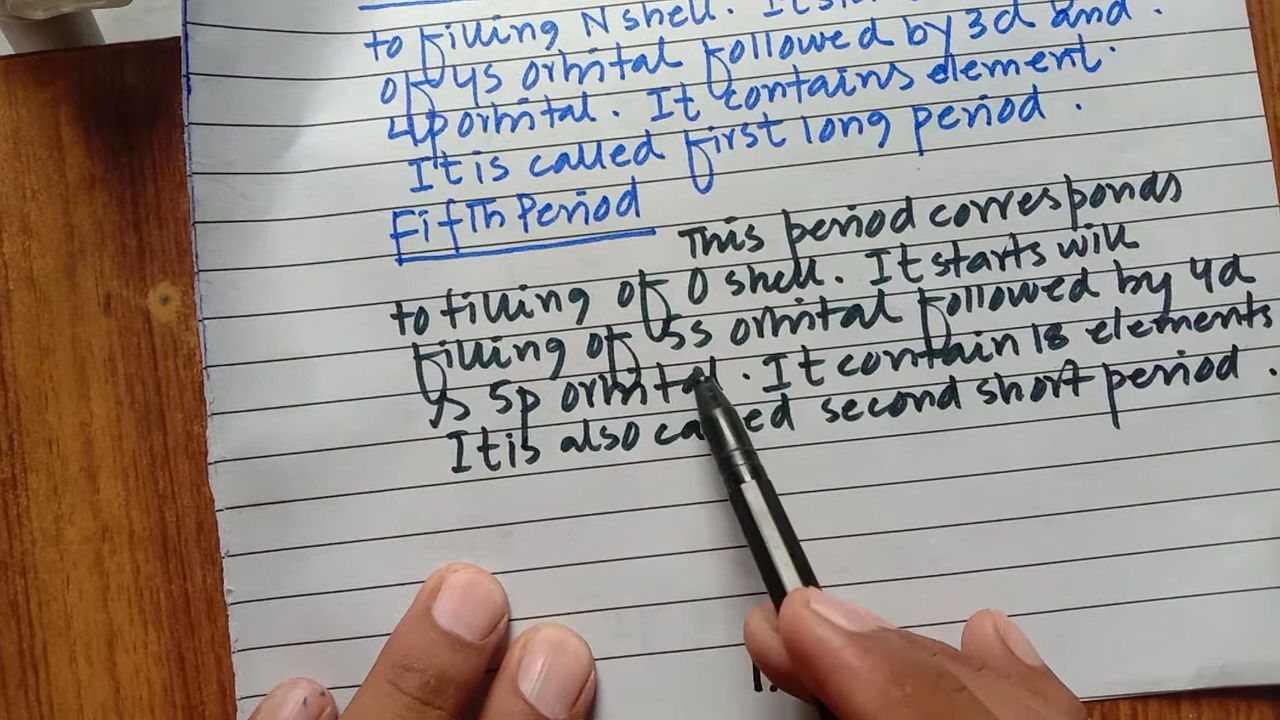 to filling N shell. It
of 4s orbital followed by 3d and
4p orbital. It contains element.
It is called first long period.
Fifth Period
This period corresponds
to filling of O shell. It starts with
filling of 5s orbital followed by 4d
5p orbital. It contain 18 elements
It is also called second short period.